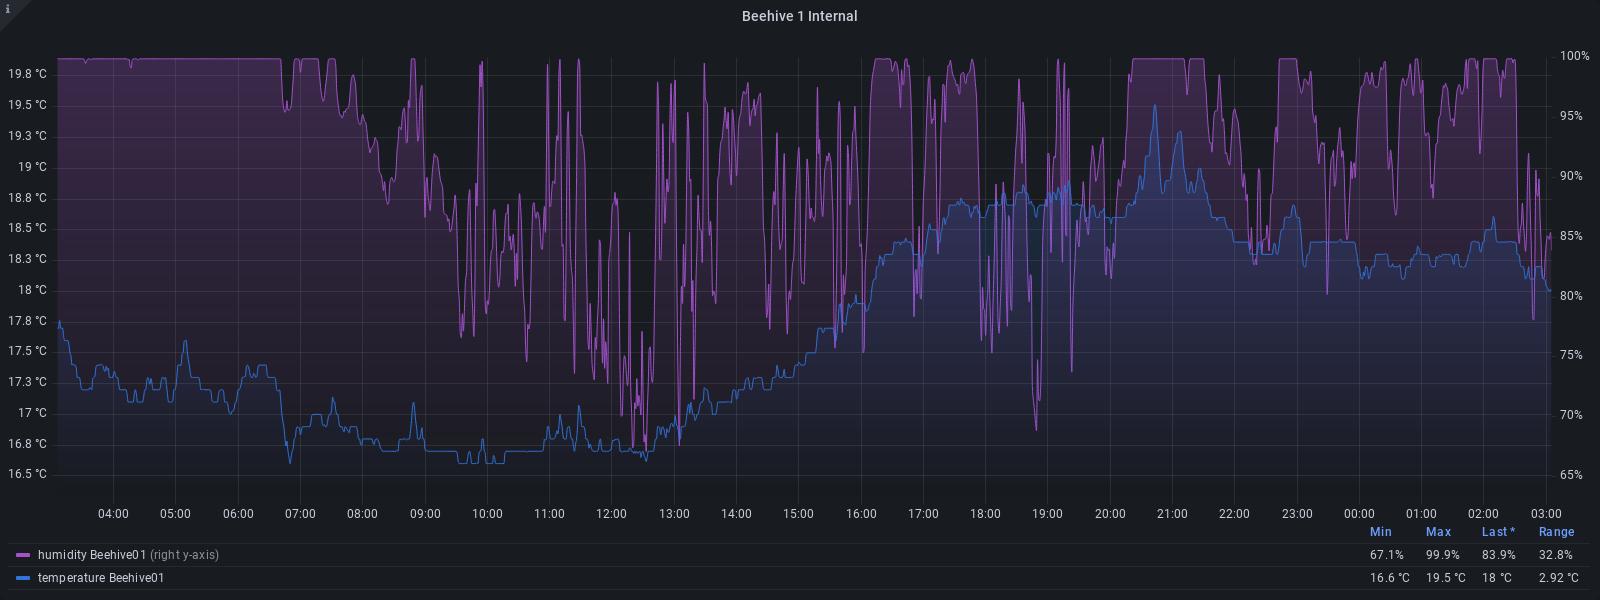 i
Beehive 1 Internal
19.8 °C
19.5 °C
19.3 °C
19 °C
18.8 °C
18.5 °C
18.3 °C
18 °C
17.8 °C
17.5 °C
17.3 °C
17 °C
16.8 °C
16.5 °C
100%
95%
90%
85%
80%
75%
70%
65%
04:00 05:00 06:00 07:00 08:00 09:00 10:00 11:00 12:00 13:00 14:00 15:00 16:00 17:00 18:00 19:00 20:00 21:00 22:00 23:00 00:00 01:00 02:00 03:00
Min Max Last * Range
humidity Beehive01 (right y-axis) 67.1% 99.9% 83.9% 32.8%
temperature Beehive01 16.6 °C 19.5 °C 18 °C 2.92 °C